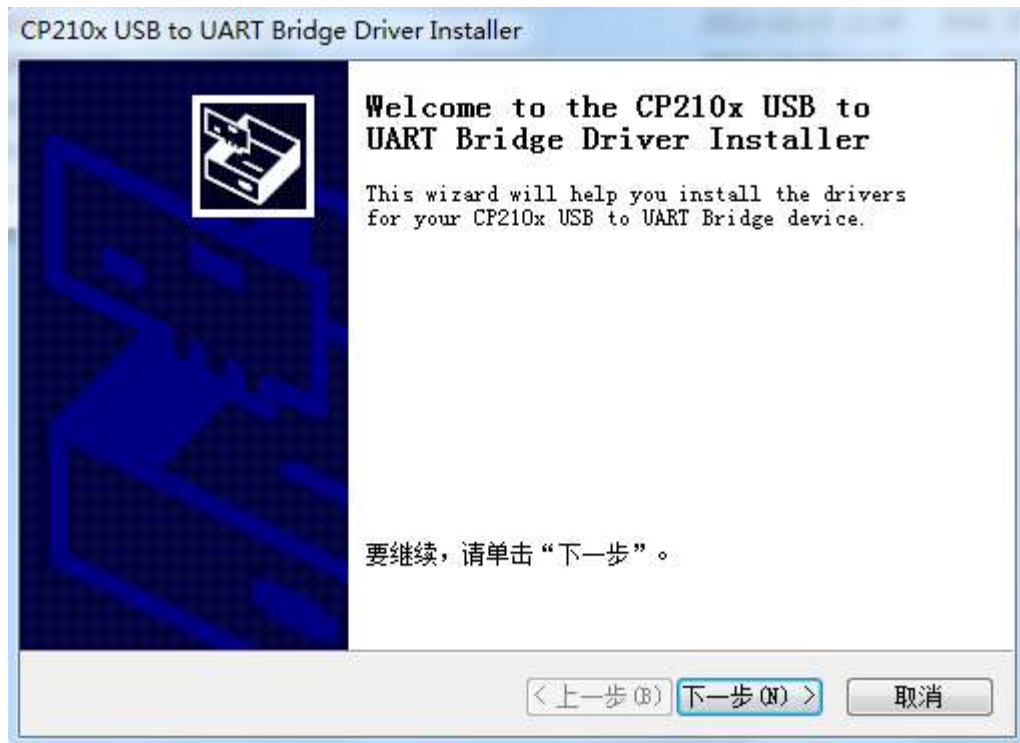 CP210x USB to UART Bridge Driver Installer
Welcome to the CP210x USB to
UART Bridge Driver Installer
This wizard will help you install the drivers
for your CP210x USB to UART Bridge device.
要继续，请单击“下一步”。
<上一步(B) 下一步(N) > 取消